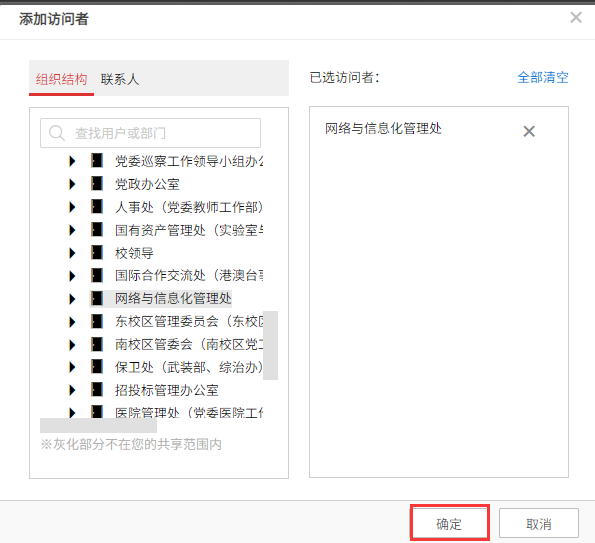 添加访问者
组织结构 联系人
已选访问者：
全部清空
查找用户或部门
党委巡察工作领导小组办公
党政办公室
人事处（党委教师工作部）
国有资产管理处（实验室与
校领导
国际合作交流处（港澳台事
网络与信息化管理处
东校区管理委员会（东校区
南校区管委会（南校区党工
保卫处（武装部、综治办）
招投标管理办公室
医院管理处（党委医院工作
※灰化部分不在您的共享范围内
网络与信息化管理处
确定 取消